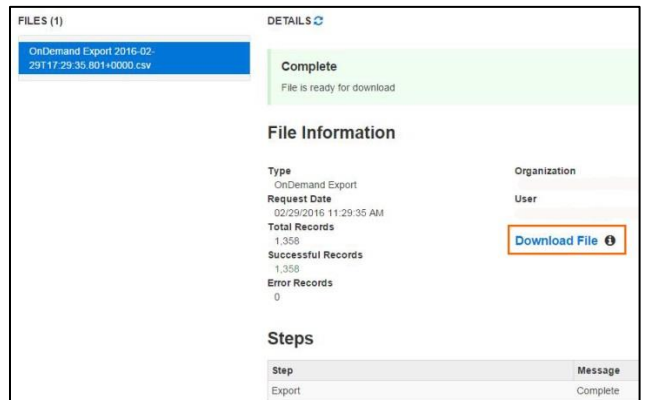 FILES (1)
OnDemand Export 2016-02-
29T17:29:35.801+0000.csv
DETAILS
Complete
File is ready for download
File Information
Type
OnDemand Export
Request Date
02/29/2016 11:29:35 AM
Total Records
1,358
Successful Records
1,358
Error Records
0
Organization
User
Download File
Steps
Step Message
Export Complete